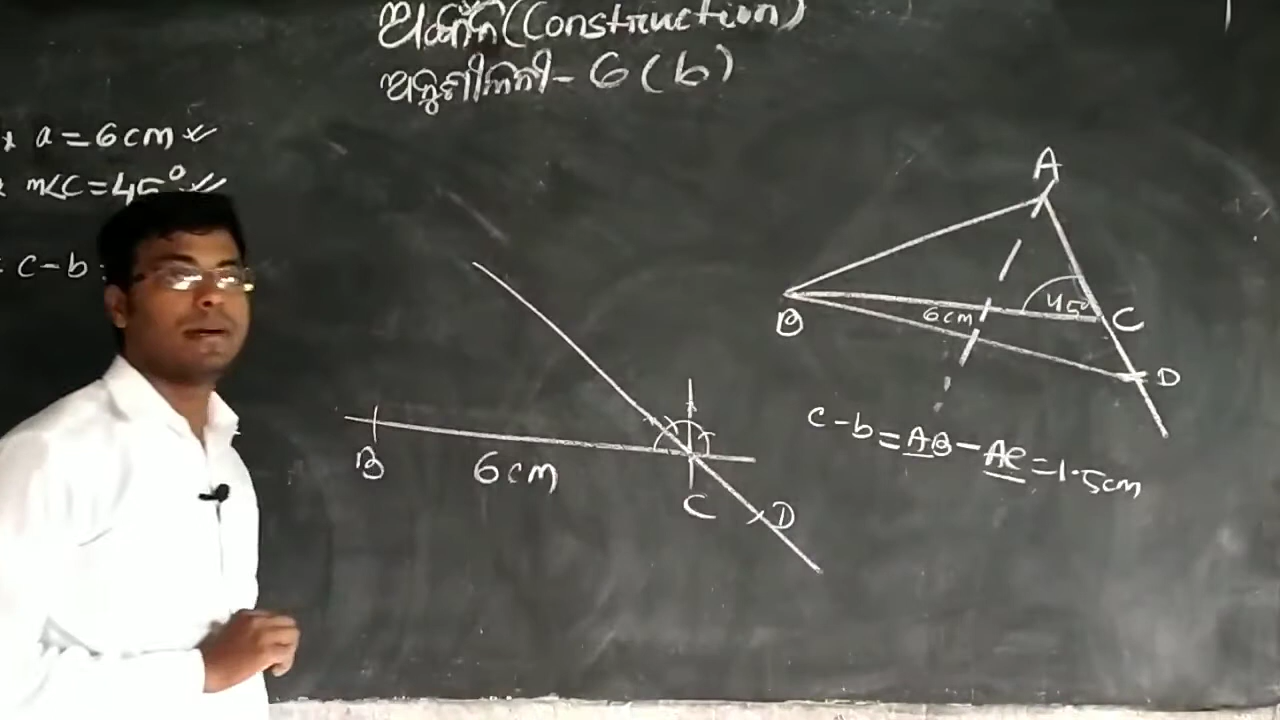 ଅଙ୍କନ (Construction)
ଅନୁଶୀଳନୀ - 6 (b)
a = 6cm
m∠C = 45°
c - b
A
B
6cm
45°
C
D
c - b = AB - AC = 1.5cm
B
6cm
C
D